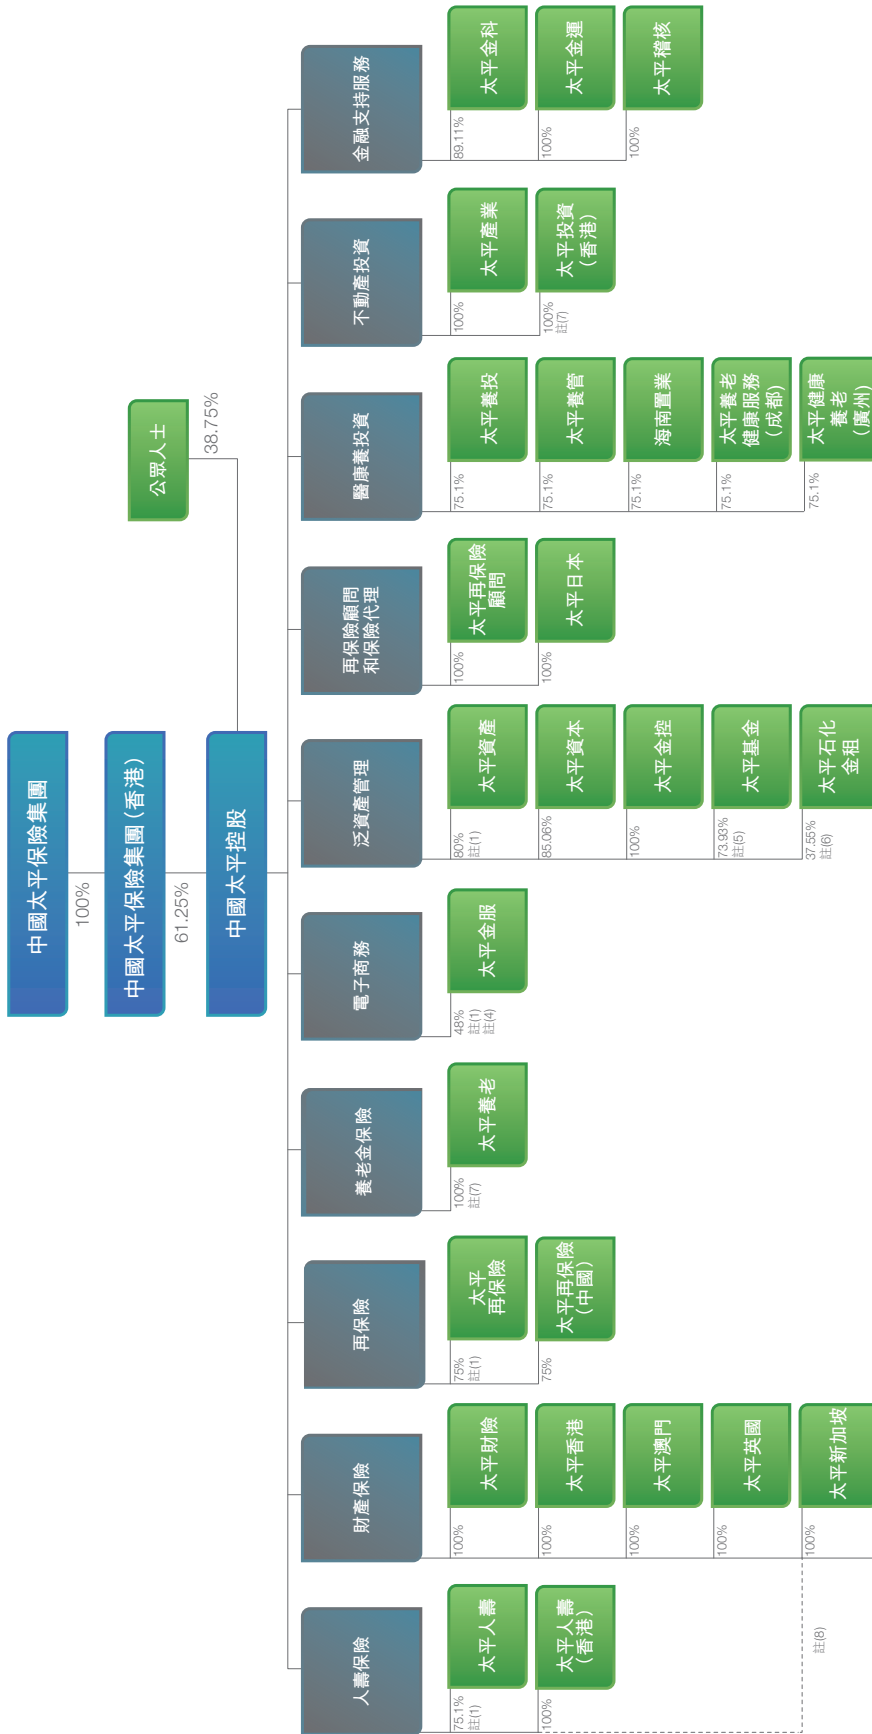 中國太平保險集團
100%
中國太平保險集團(香港)
61.25%
公眾人士
38.75%
中國太平控股
人壽保險
75.1%
註(1)
太平人壽
100%
太平人壽
(香港)
註(8)
財產保險
100%
太平財險
100%
太平香港
100%
太平澳門
100%
太平英國
100%
太平新加坡
再保險
75%
註(1)
太平
再保險
75%
太平再保險
(中國)
養老金保險
100%
註(7)
太平養老
電子商務
48%
註(1)
註(4)
太平金服
泛資產管理
80%
註(1)
太平資產
85.06%
太平資本
100%
太平金控
73.93%
註(5)
太平基金
37.55%
註(6)
太平石化
金租
再保險顧問
和保險代理
100%
太平再保險
顧問
100%
太平日本
醫康養投資
75.1%
太平養投
75.1%
太平養管
75.1%
海南置業
75.1%
太平養老
健康服務
(成都)
75.1%
太平健康
養老
(廣州)
不動產投資
100%
太平產業
100%
註(7)
太平投資
(香港)
金融支持服務
89.11%
太平金科
100%
太平金運
100%
太平稽核